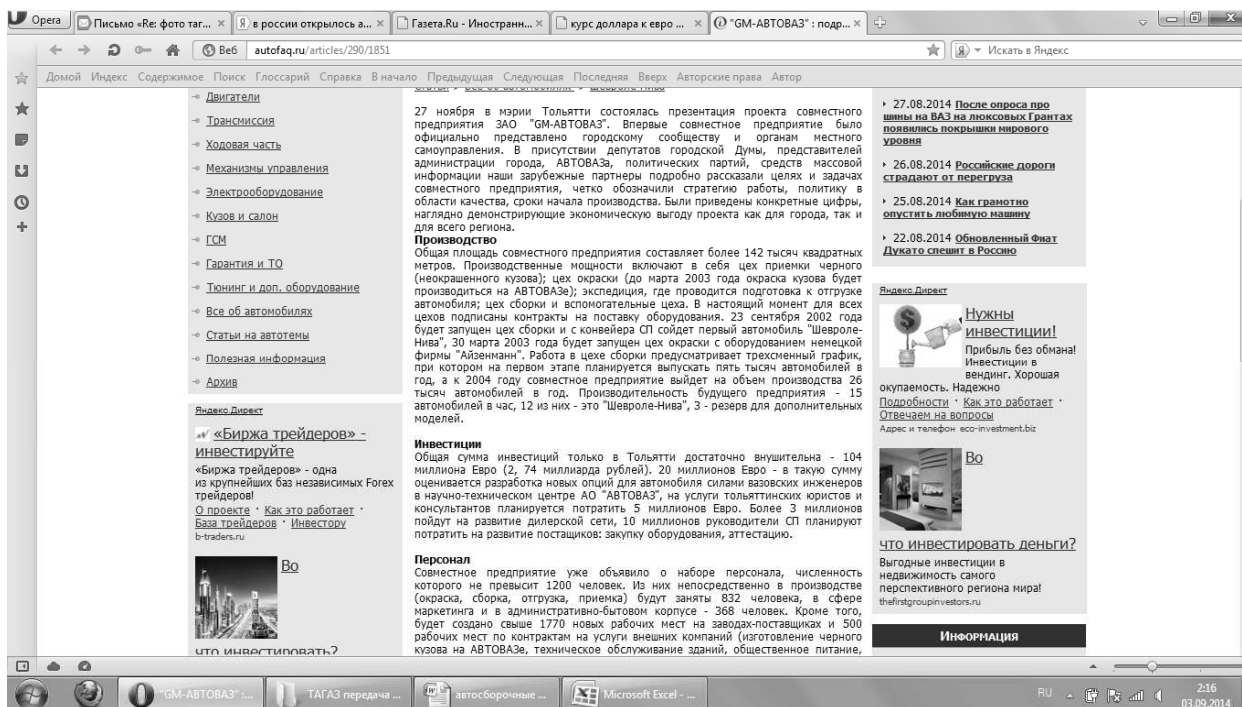 Opera
Письмо «Re: фото таг...
в россии открылось а...
Газета.Ru - Иностранн...
курс доллара к евро ...
"GM-АВТОВАЗ" : подр...
Веб
autofaq.ru/articles/290/1851
Искать в Яндекс
Домой Индекс Содержимое Поиск Глоссарий Справка В начало Предыдущая Следующая Последняя Вверх Авторские права Автор
Двигатели
Трансмиссия
Ходовая часть
Механизмы управления
Электрооборудование
Кузов и салон
ГСМ
Гарантия и ТО
Тюнинг и доп. оборудование
Все об автомобилях
Статьи на автотемы
Полезная информация
Архив
Яндекс.Директ
«Биржа трейдеров» -
инвестируйте
«Биржа трейдеров» - одна
из крупнейших баз независимых Forex
трейдеров!
О проекте · Как это работает ·
База трейдеров · Инвестору
b-traders.ru
Во
что инвестировать?
Статьи > Все об автомобилях > Шевроле-Нива
27 ноября в мэрии Тольятти состоялась презентация проекта совместного
предприятия ЗАО "GM-АВТОВАЗ". Впервые совместное предприятие было
официально представлено городскому сообществу и органам местного
самоуправления. В присутствии депутатов городской Думы, представителей
администрации города, АВТОВАЗа, политических партий, средств массовой
информации наши зарубежные партнеры подробно рассказали целях и задачах
совместного предприятия, четко обозначили стратегию работы, политику в
области качества, сроки начала производства. Были приведены конкретные цифры,
наглядно демонстрирующие экономическую выгоду проекта как для города, так и
для всего региона.
Производство
Общая площадь совместного предприятия составляет более 142 тысяч квадратных
метров. Производственные мощности включают в себя цех приемки черного
(неокрашенного кузова); цех окраски (до марта 2003 года окраска кузова будет
производиться на АВТОВАЗе); экспедиция, где проводится подготовка к отгрузке
автомобиля; цех сборки и вспомогательные цеха. В настоящий момент для всех
цехов подписаны контракты на поставку оборудования. 23 сентября 2002 года
будет запущен цех сборки и с конвейера СП сойдет первый автомобиль "Шевроле-
Нива", 30 марта 2003 года будет запущен цех окраски с оборудованием немецкой
фирмы "Айзенманн". Работа в цехе сборки предусматривает трехсменный график,
при котором на первом этапе планируется выпускать пять тысяч автомобилей в
год, а к 2004 году совместное предприятие выйдет на объем производства 26
тысяч автомобилей в год. Производительность будущего предприятия - 15
автомобилей в час, 12 из них - это "Шевроле-Нива", 3 - резерв для дополнительных
моделей.
Инвестиции
Общая сумма инвестиций только в Тольятти достаточно внушительна - 104
миллиона Евро (2, 74 миллиарда рублей). 20 миллионов Евро - в такую сумму
оценивается разработка новых опций для автомобиля силами вазовских инженеров
в научно-техническом центре АО "АВТОВАЗ", на услуги тольяттинских юристов и
консультантов планируется потратить 5 миллионов Евро. Более 3 миллионов
пойдут на развитие дилерской сети, 10 миллионов руководители СП планируют
потратить на развитие постащиков: закупку оборудования, аттестацию.
Персонал
Совместное предприятие уже объявило о наборе персонала, численность
которого не превысит 1200 человек. Из них непосредственно в производстве
(окраска, сборка, отгрузка, приемка) будут заняты 832 человека, в сфере
маркетинга и в административно-бытовом корпусе - 368 человек. Кроме того,
будет создано свыше 1770 новых рабочих мест на заводах-поставщиках и 500
рабочих мест по контрактам на услуги внешних компаний (изготовление черного
кузова на АВТОВАЗе, техническое обслуживание зданий, общественное питание,
27.08.2014 После опроса про
шины на ВАЗ на люксовых Грантах
появились покрышки мирового
уровня
26.08.2014 Российские дороги
страдают от перегруза
25.08.2014 Как грамотно
опустить любимую машину
22.08.2014 Обновленный Фиат
Дукато спешит в Россию
Яндекс.Директ
Нужны
инвестиции!
Прибыль без обмана!
Инвестиции в
вендинг. Хорошая
окупаемость. Надежно
Подробности · Как это работает ·
Отвечаем на вопросы
Адрес и телефон eco-investment.biz
Во
что инвестировать деньги?
Выгодные инвестиции в
недвижимость самого
перспективного региона мира!
thefirstgroupinvestors.ru
Информация
"GM-АВТОВАЗ" :...
ТАГАЗ передача ...
автосборочные ...
Microsoft Excel - ...
RU
2:16
03.09.2014